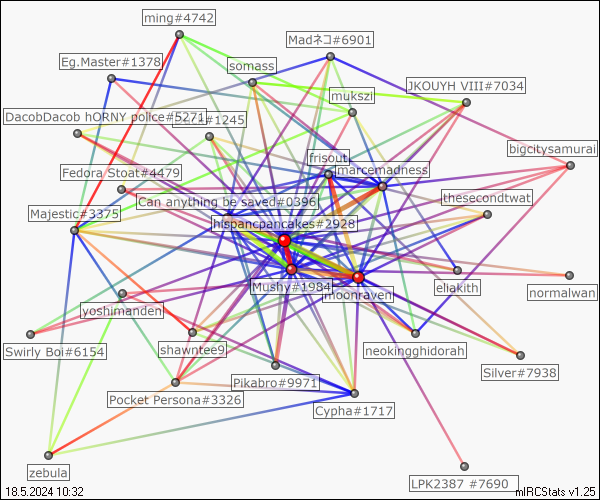 ming#4742
Madネコ#6901
Eg.Master#1378
somass
JKOUYH VIII#7034
mukszi
DacobDacob hORNY police#5271
#1245
bigcitysamurai
frisout
marcemadness
Fedora Stoat#4479
thesecondtwat
Can anything be saved#0396
Majestic#3375
hispanicpancakes#2928
Mushy#1984
eliakith
normalwan
moonraven
yoshimanden
Swirly Boi#6154
shawntee9
neokingghidorah
Silver#7938
Pikabro#9971
Pocket Persona#3326
Cypha#1717
zebula
LPK2387 #7690
18.5.2024 10:32
mIRCStats v1.25